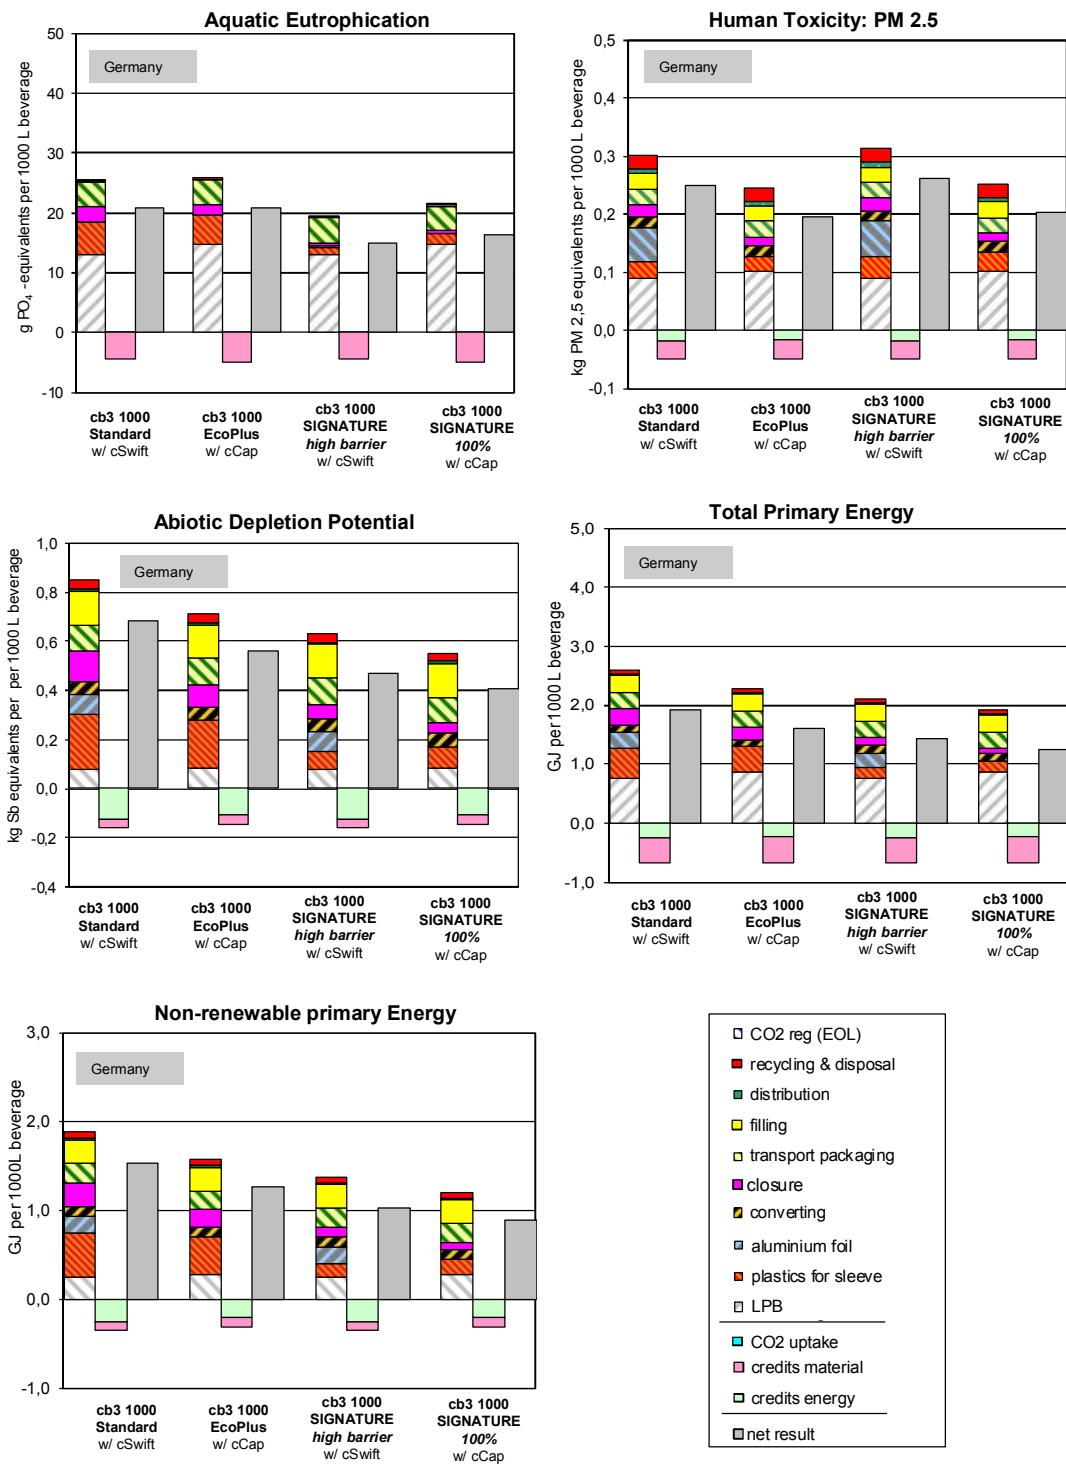 Aquatic Eutrophication
50
40
30
20
10
0
-10
g PO4 -equivalents per 1000 L beverage
Germany
cb3 1000
Standard
w/ cSwift
cb3 1000
EcoPlus
w/ cCap
cb3 1000
SIGNATURE
high barrier
w/ cSwift
cb3 1000
SIGNATURE
100%
w/ cCap
Human Toxicity: PM 2.5
0,5
0,4
0,3
0,2
0,1
0,0
-0,1
kg PM 2,5 equivalents per 1000 L beverage
Germany
cb3 1000
Standard
w/ cSwift
cb3 1000
EcoPlus
w/ cCap
cb3 1000
SIGNATURE
high barrier
w/ cSwift
cb3 1000
SIGNATURE
100%
w/ cCap
Abiotic Depletion Potential
1,0
0,8
0,6
0,4
0,2
0,0
-0,2
-0,4
kg Sb equivalents per per 1000 L beverage
Germany
cb3 1000
Standard
w/ cSwift
cb3 1000
EcoPlus
w/ cCap
cb3 1000
SIGNATURE
high barrier
w/ cSwift
cb3 1000
SIGNATURE
100%
w/ cCap
Total Primary Energy
5,0
4,0
3,0
2,0
1,0
0,0
-1,0
GJ per 1000 L beverage
Germany
cb3 1000
Standard
w/ cSwift
cb3 1000
EcoPlus
w/ cCap
cb3 1000
SIGNATURE
high barrier
w/ cSwift
cb3 1000
SIGNATURE
100%
w/ cCap
Non-renewable primary Energy
3,0
2,0
1,0
0,0
-1,0
GJ per 1000L beverage
Germany
cb3 1000
Standard
w/ cSwift
cb3 1000
EcoPlus
w/ cCap
cb3 1000
SIGNATURE
high barrier
w/ cSwift
cb3 1000
SIGNATURE
100%
w/ cCap
CO2 reg (EOL)
recycling & disposal
distribution
filling
transport packaging
closure
converting
aluminium foil
plastics for sleeve
LPB
CO2 uptake
credits material
credits energy
net result